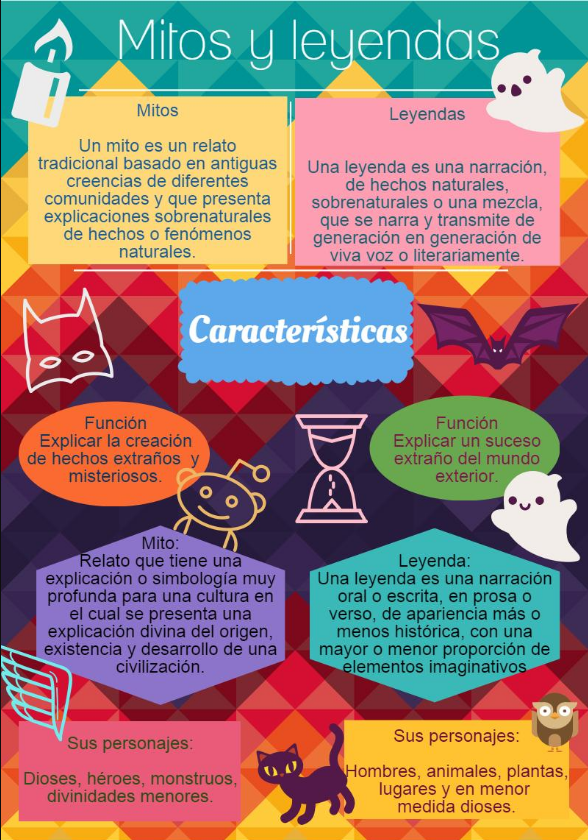 Mitos y leyendas
Mitos
Un mito es un relato
tradicional basado en antiguas
creencias de diferentes
comunidades y que presenta
explicaciones sobrenaturales
de hechos o fenómenos
naturales.
Leyendas
Una leyenda es una narración,
de hechos naturales,
sobrenaturales o una mezcla,
que se narra y transmite de
generación en generación de
viva voz o literariamente.
Características
Función
Explicar la creación
de hechos extraños y
misteriosos.
Función
Explicar un suceso
extraño del mundo
exterior.
Mito:
Relato que tiene una
explicación o simbología muy
profunda para una cultura en
el cual se presenta una
explicación divina del origen,
existencia y desarrollo de una
civilización.
Leyenda:
Una leyenda es una narración
oral o escrita, en prosa o
verso, de apariencia más o
menos histórica, con una
mayor o menor proporción de
elementos imaginativos
Sus personajes:
Dioses, héroes, monstruos,
divinidades menores.
Sus personajes:
Hombres, animales, plantas,
lugares y en menor
medida dioses.